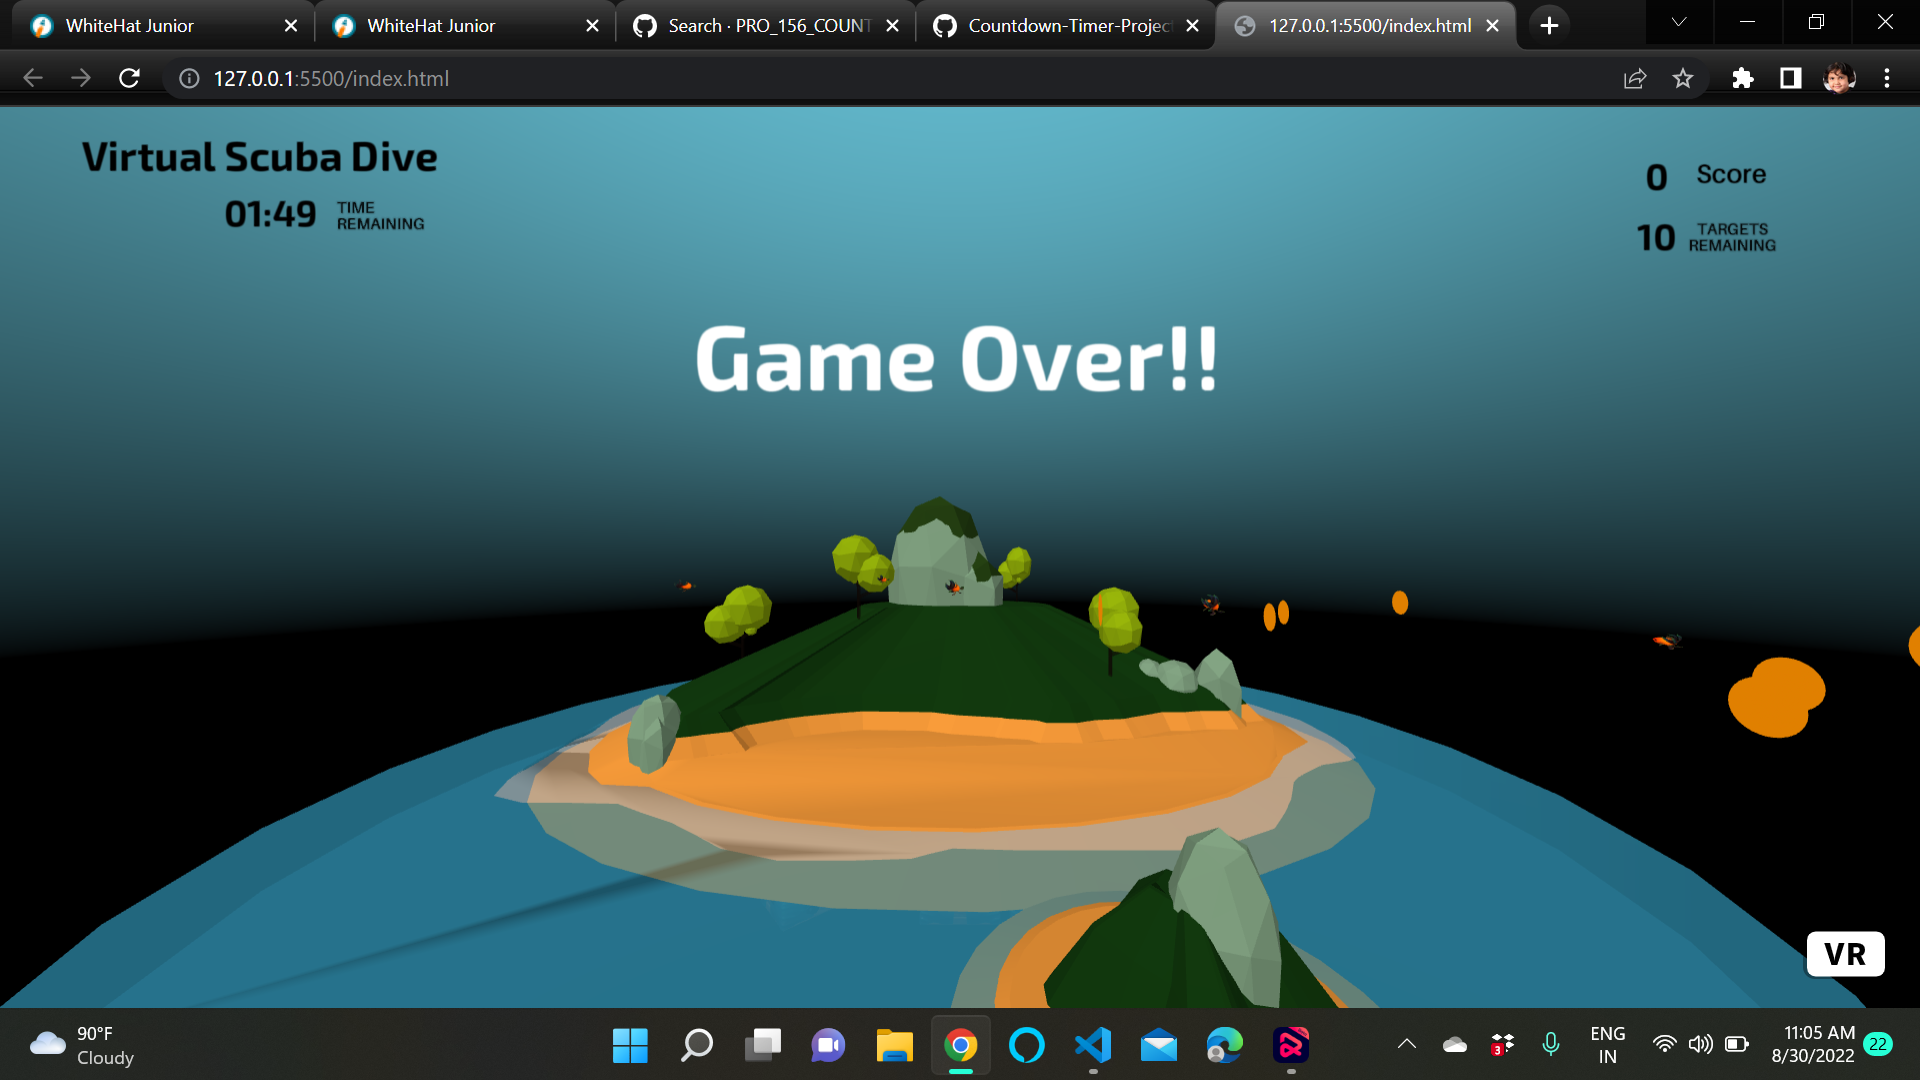 WhiteHat Junior
WhiteHat Junior
Search · PRO_156_COUNT
Countdown-Timer-Project
127.0.0.1:5500/index.html
127.0.0.1:5500/index.html
Virtual Scuba Dive
01:49 TIME REMAINING
0 Score
10 TARGETS REMAINING
Game Over!!
VR
90°F
Cloudy
3
ENG
IN
11:05 AM
8/30/2022
22